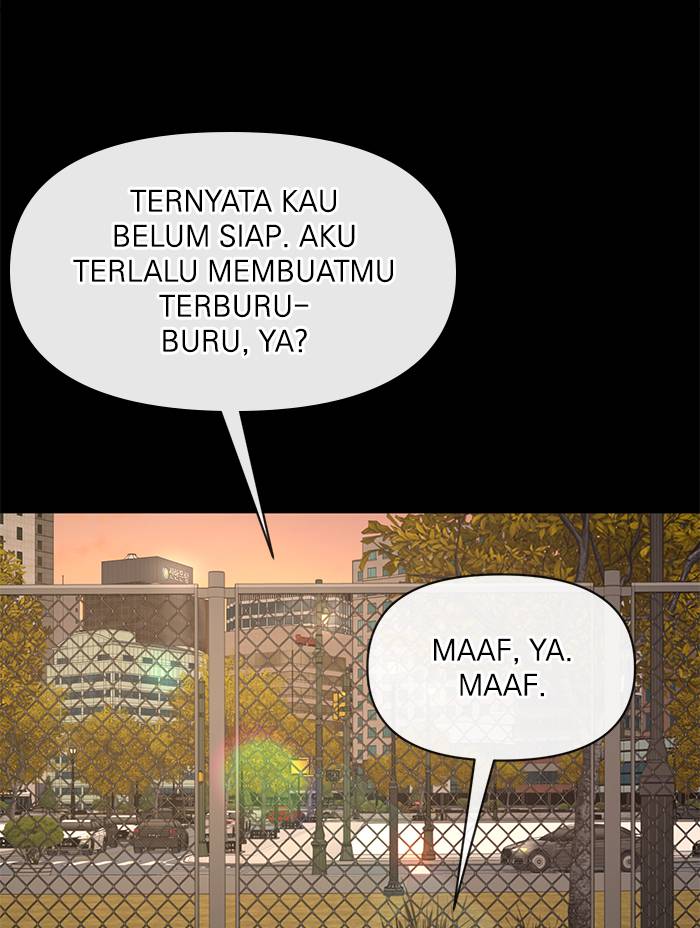 TERNYATA KAU
BELUM SIAP. AKU
TERLALU MEMBUATMU
TERBURU-
BURU, YA?
MAAF, YA.
MAAF.